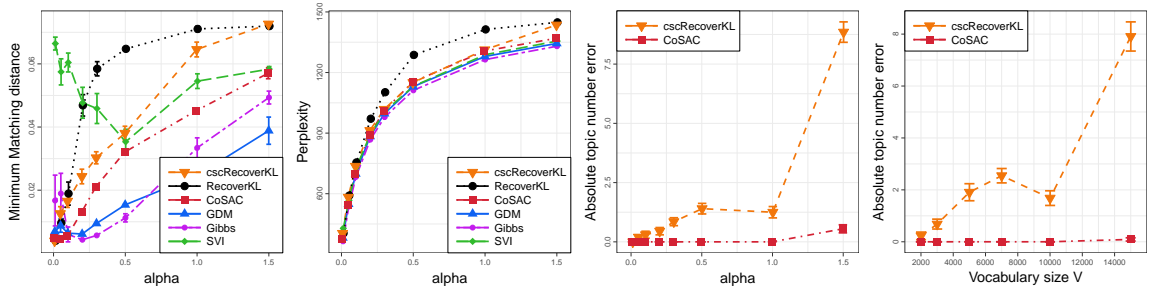 Minimum Matching distance
0.02
0.04
0.06
0.0
0.5
1.0
1.5
alpha
cscRecoverKL
RecoverKL
CoSAC
GDM
Gibbs
SVI
Perplexity
600
900
1200
1500
0.0
0.5
1.0
1.5
alpha
cscRecoverKL
RecoverKL
CoSAC
GDM
Gibbs
SVI
Absolute topic number error
0.0
2.5
5.0
7.5
0.0
0.5
1.0
1.5
alpha
cscRecoverKL
CoSAC
Absolute topic number error
0
2
4
6
8
2000
4000
6000
8000
10000
12000
14000
Vocabulary size V
cscRecoverKL
CoSAC